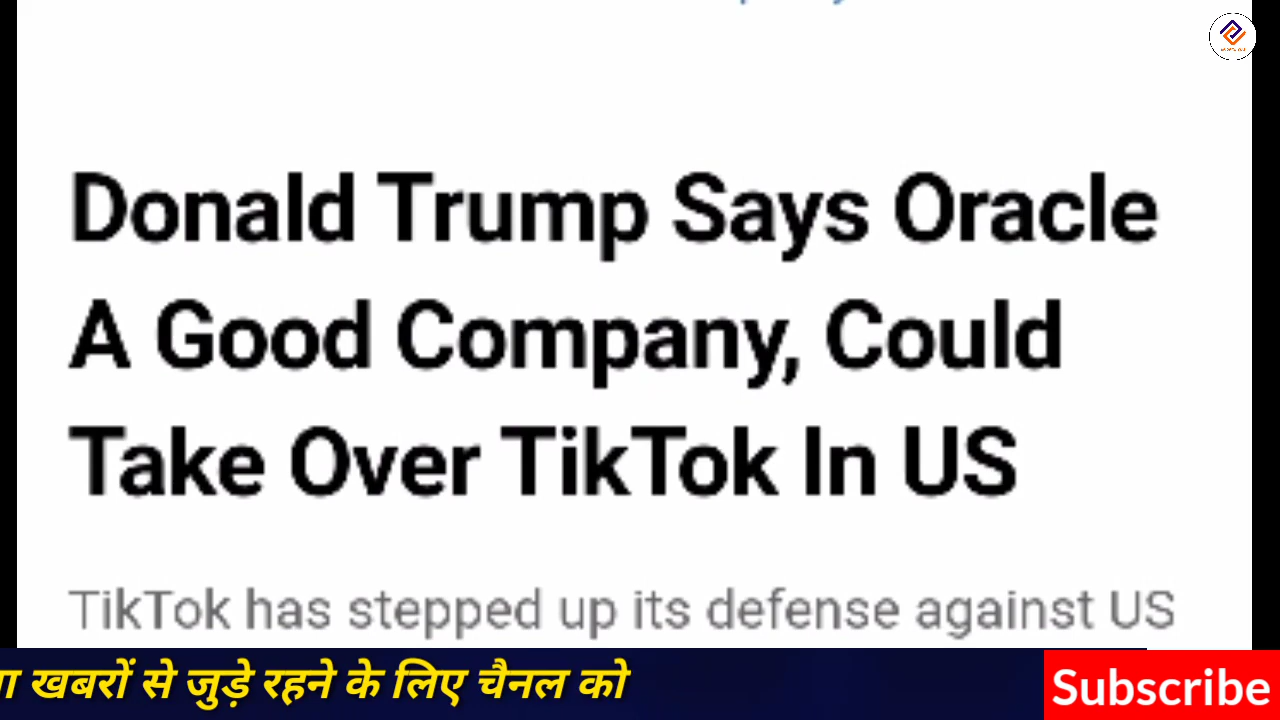 Donald Trump Says Oracle
A Good Company, Could
Take Over TikTok In US
TikTok has stepped up its defense against US
खबरों से जुड़े रहने के लिए चैनल को
Subscribe